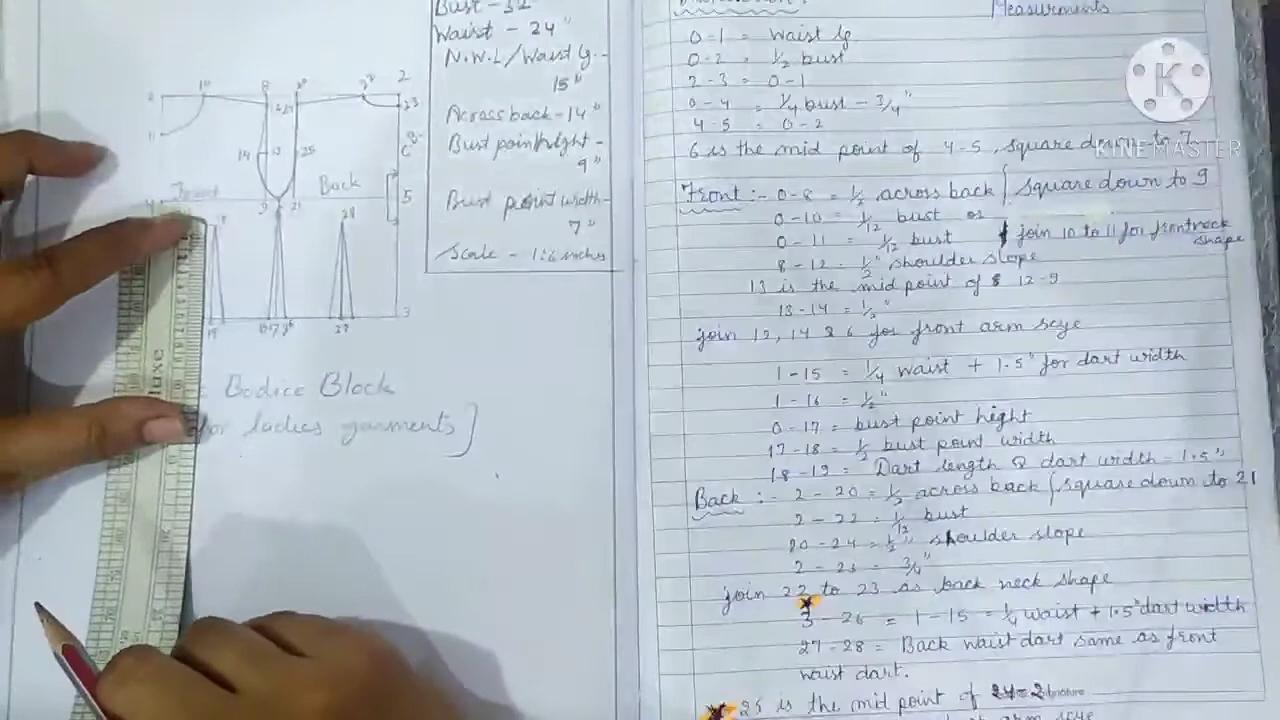 Bust - 32"
Waist - 24"
N.W.L/Waist lg -
15"
Across back - 14"
Bust point height -
9"
Bust point width -
7"
Scale - 1:6 inches
Front
Back
Bodice Block
for ladies garments]
Measurments
0-1 = Waist lg
0-2 = 1/2 bust
2-3 = 0-1
0-4 = 1/4 bust - 3/4"
4-5 = 0-2
6 is the mid point of 4-5, square down to 7
KINEMASTER
Front :- 0-8 = 1/2 across back / square down to 9
0-10 = 1/12 bust or
0-11 = 1/12 bust join 10 to 11 for front neck shape
8-12 = 1/2" shoulder slope
13 is the mid point of 12-9
13-14 = 1/2"
join 12, 14 & 6 for front arm scye
1-15 = 1/4 waist + 1.5" for dart width
1-16 = 1/2"
0-17 = bust point hight
17-18 = 1/2 bust point width
18-19 = Dart length & dart width - 1.5"
Back :- 2-20 = 1/2 across back / square down to 21
2-22 = 1/12 bust
20-24 = 1/2" shoulder slope
2-23 = 3/4"
join 22 to 23 as back neck shape
3-26 = 1-15 = 1/4 waist + 1.5" dart width
27-28 = Back waist dart same as front
waist dart.
25 is the mid point of
arm scye